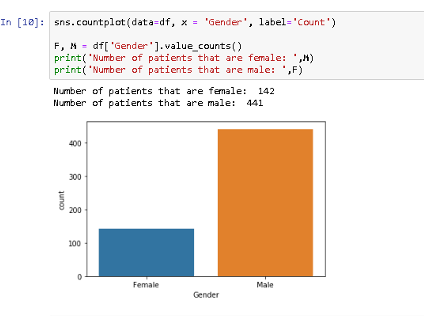 In [10]: sns.countplot(data=df, x = 'Gender', label='Count')
F, M = df['Gender'].value_counts()
print('Number of patients that are female: ',M)
print('Number of patients that are male: ',F)
Number of patients that are female:  142
Number of patients that are male:  441
400
300
200
100
0
count
Female Male
Gender